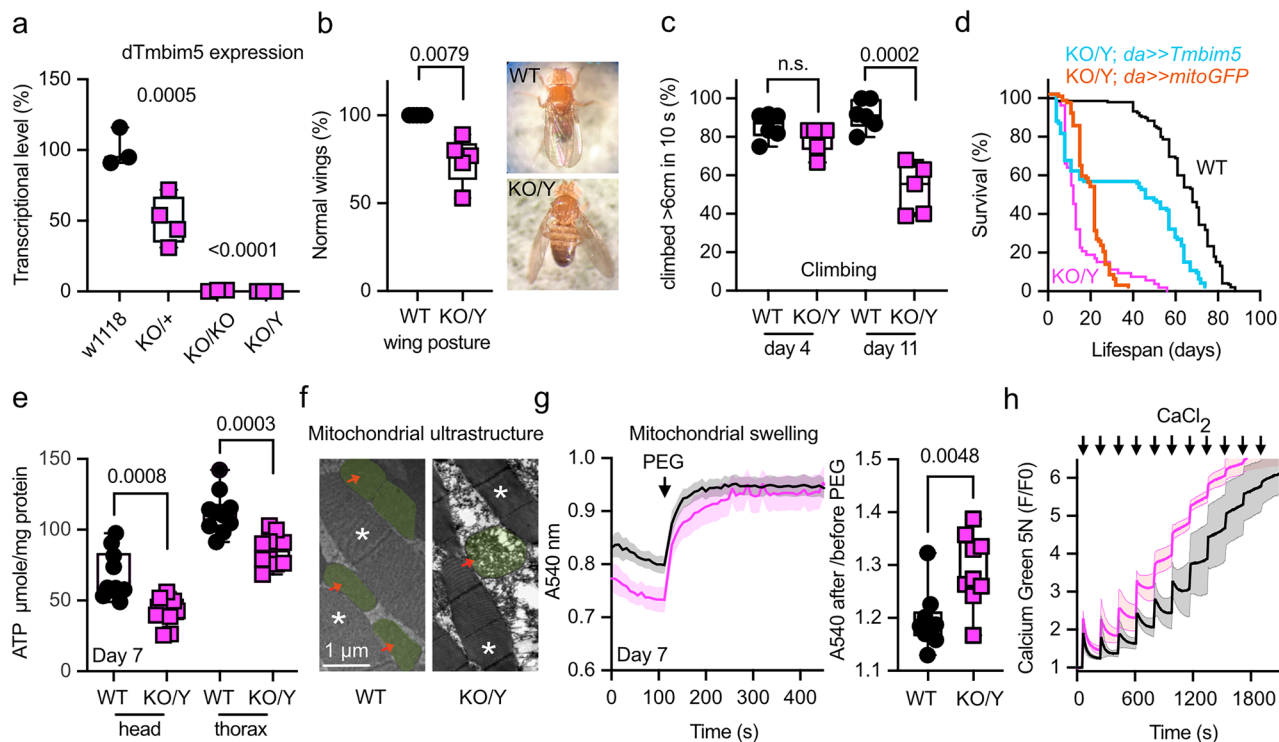 a
dTmbim5 expression
Transcriptional level (%)
150
100
50
0
0.0005
<0.0001
w1118
KO/+
KO/KO
KO/Y
b
0.0079
Normal wings (%)
100
80
60
40
20
0
WT KO/Y
wing posture
WT
KO/Y
c
n.s.
0.0002
climbed >6cm in 10 s (%)
100
80
60
40
20
0
Climbing
WT KO/Y WT KO/Y
day 4 day 11
d
KO/Y; da>>Tmbim5
KO/Y; da>>mitoGFP
Survival (%)
100
80
60
40
20
0
WT
KO/Y
0 20 40 60 80 100
Lifespan (days)
e
0.0008
0.0003
ATP µmole/mg protein
150
100
50
0
Day 7
WT KO/Y WT KO/Y
head thorax
f
Mitochondrial ultrastructure
* * * *
1 µm
WT KO/Y
g
Mitochondrial swelling
PEG
A540 nm
1.0
0.9
0.8
0.7
0.6
Day 7
0 100 200 300 400
Time (s)
0.0048
A540 after /before PEG
1.5
1.4
1.3
1.2
1.1
WT KO/Y
h
CaCl2
Calcium Green 5N (F/F0)
6
5
4
3
2
1
0 600 1200 1800
Time (s)